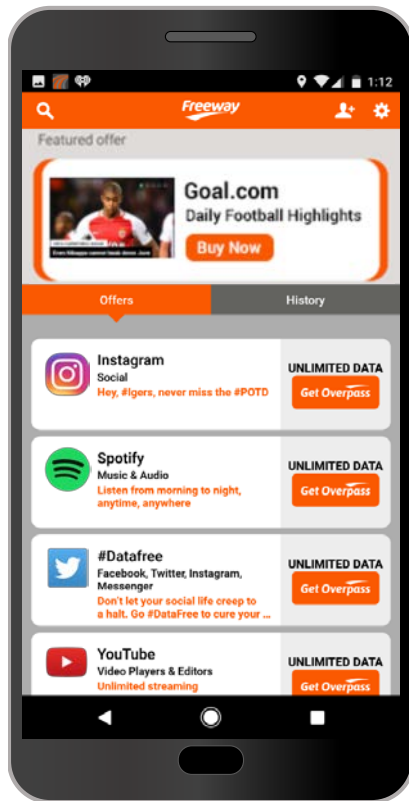 1:12
Freeway
Featured offer
Goal.com
Daily Football Highlights
Buy Now
Offers
History
Instagram
Social
Hey, #Igers, never miss the #POTD
UNLIMITED DATA
Get Overpass
Spotify
Music & Audio
Listen from morning to night,
anytime, anywhere
UNLIMITED DATA
Get Overpass
#Datafree
Facebook, Twitter, Instagram,
Messenger
Don't let your social life creep to
a halt. Go #DataFree to cure your ...
UNLIMITED DATA
Get Overpass
YouTube
Video Players & Editors
Unlimited streaming
UNLIMITED DATA
Get Overpass